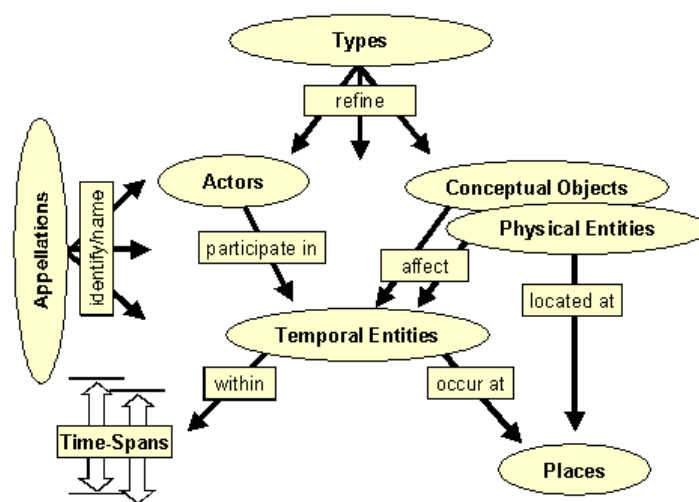 Types
refine
Actors
Conceptual Objects
Physical Entities
Appellations
identify/name
participate in
affect
located at
Temporal Entities
within
occur at
Time-Spans
Places